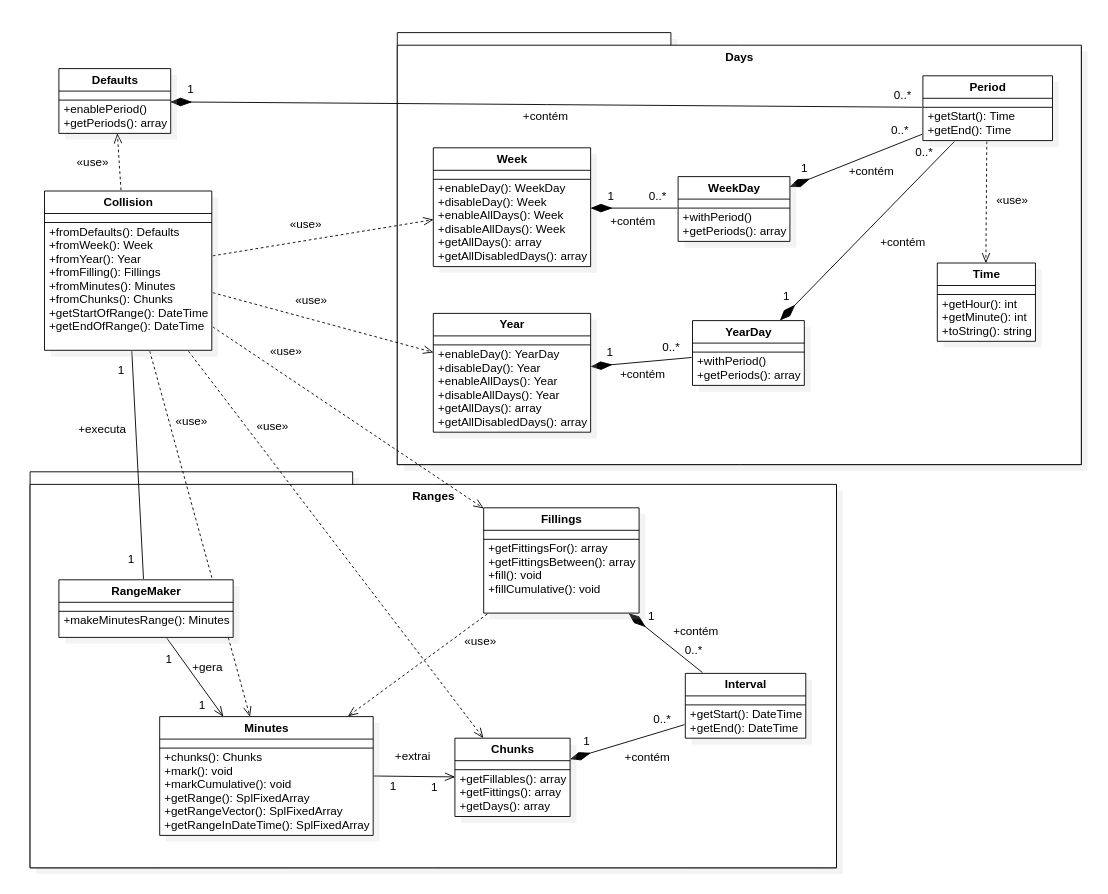 Days
Defaults
+enablePeriod()
+getPeriods(): array
1
+contém
0..*
Period
+getStart(): Time
+getEnd(): Time
0..*
0..*
«use»
«use»
Week
+enableDay(): WeekDay
+disableDay(): Week
+enableAllDays(): Week
+disableAllDays(): Week
+getAllDays(): array
+getAllDisabledDays(): array
1
0..*
+contém
WeekDay
+withPeriod()
+getPeriods(): array
1
+contém
+contém
Collision
+fromDefaults(): Defaults
+fromWeek(): Week
+fromYear(): Year
+fromFilling(): Fillings
+fromMinutes(): Minutes
+fromChunks(): Chunks
+getStartOfRange(): DateTime
+getEndOfRange(): DateTime
«use»
«use»
«use»
Time
+getHour(): int
+getMinute(): int
+toString(): string
Year
+enableDay(): YearDay
+disableDay(): Year
+enableAllDays(): Year
+disableAllDays(): Year
+getAllDays(): array
+getAllDisabledDays(): array
1
0..*
+contém
1
YearDay
+withPeriod()
+getPeriods(): array
1
+executa
«use»
«use»
1
Ranges
Fillings
+getFittingsFor(): array
+getFittingsBetween(): array
+fill(): void
+fillCumulative(): void
RangeMaker
+makeMinutesRange(): Minutes
1
+gera
1
«use»
1
+contém
0..*
Interval
+getStart(): DateTime
+getEnd(): DateTime
Minutes
+chunks(): Chunks
+mark(): void
+markCumulative(): void
+getRange(): SplFixedArray
+getRangeVector(): SplFixedArray
+getRangeInDateTime(): SplFixedArray
+extrai
1
1
Chunks
+getFillables(): array
+getFittings(): array
+getDays(): array
1
0..*
+contém